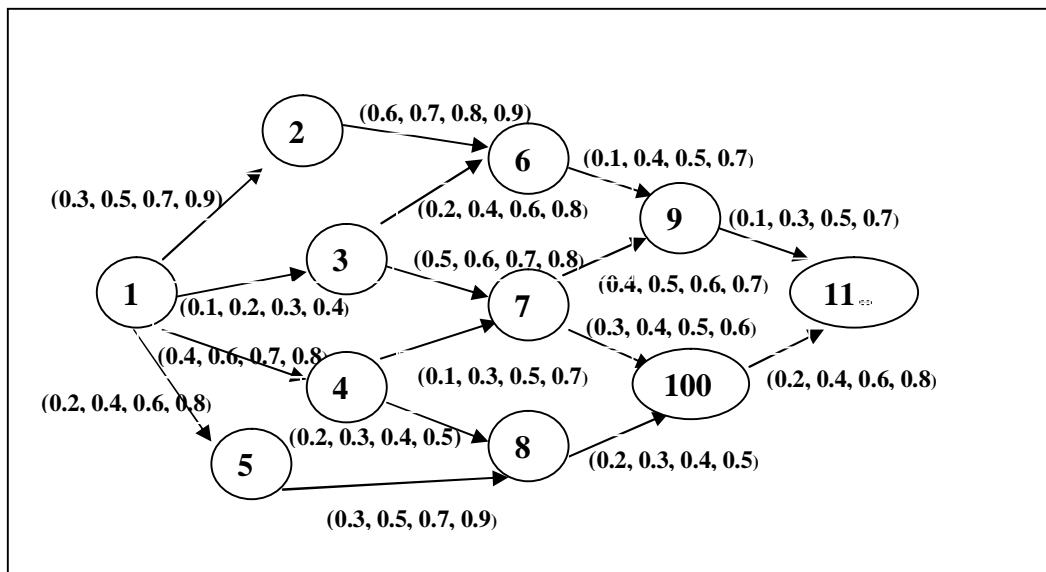 (0.6, 0.7, 0.8, 0.9)
2
6
(0.1, 0.4, 0.5, 0.7)
(0.3, 0.5, 0.7, 0.9)
(0.2, 0.4, 0.6, 0.8)
9
(0.1, 0.3, 0.5, 0.7)
3
(0.5, 0.6, 0.7, 0.8)
1
(0.1, 0.2, 0.3, 0.4)
7
(0.4, 0.5, 0.6, 0.7)
11
(0.3, 0.4, 0.5, 0.6)
(0.4, 0.6, 0.7, 0.8)
4
(0.1, 0.3, 0.5, 0.7)
100
(0.2, 0.4, 0.6, 0.8)
(0.2, 0.4, 0.6, 0.8)
(0.2, 0.3, 0.4, 0.5)
8
5
(0.2, 0.3, 0.4, 0.5)
(0.3, 0.5, 0.7, 0.9)